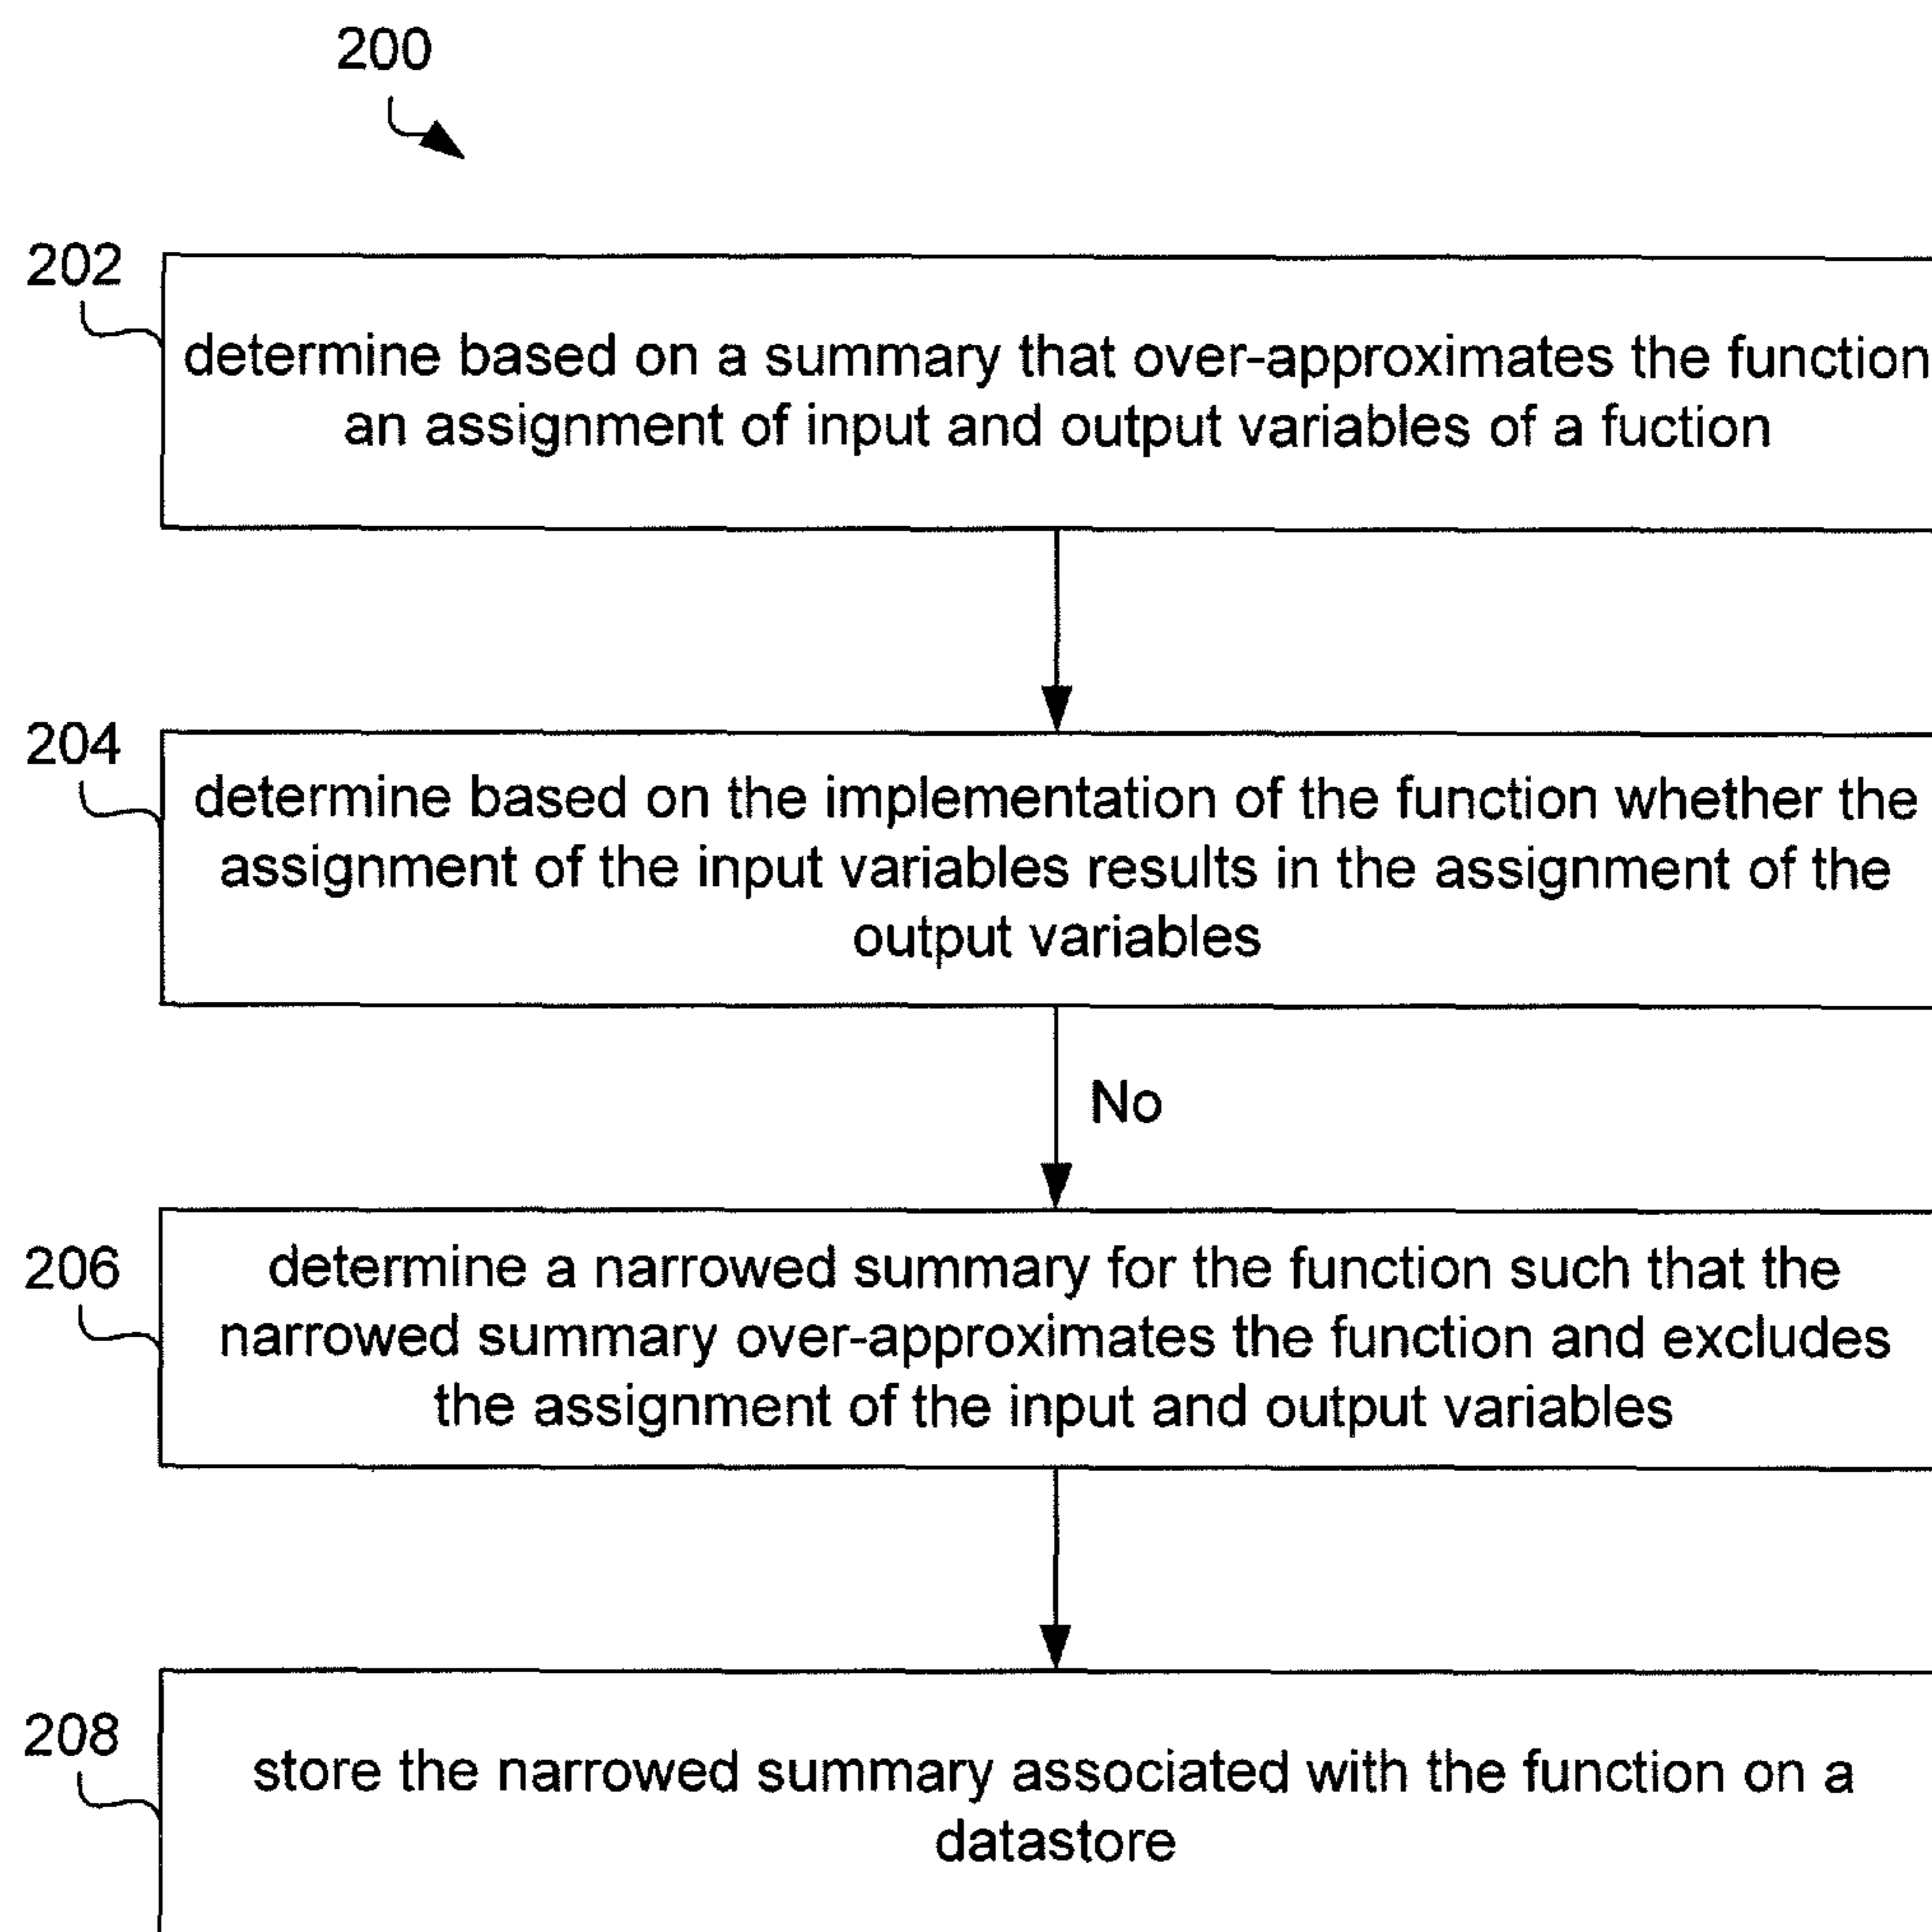 200
202
determine based on a summary that over-approximates the function
an assignment of input and output variables of a fuction
204
determine based on the implementation of the function whether the
assignment of the input variables results in the assignment of the
output variables
No
206
determine a narrowed summary for the function such that the
narrowed summary over-approximates the function and excludes
the assignment of the input and output variables
208
store the narrowed summary associated with the function on a
datastore